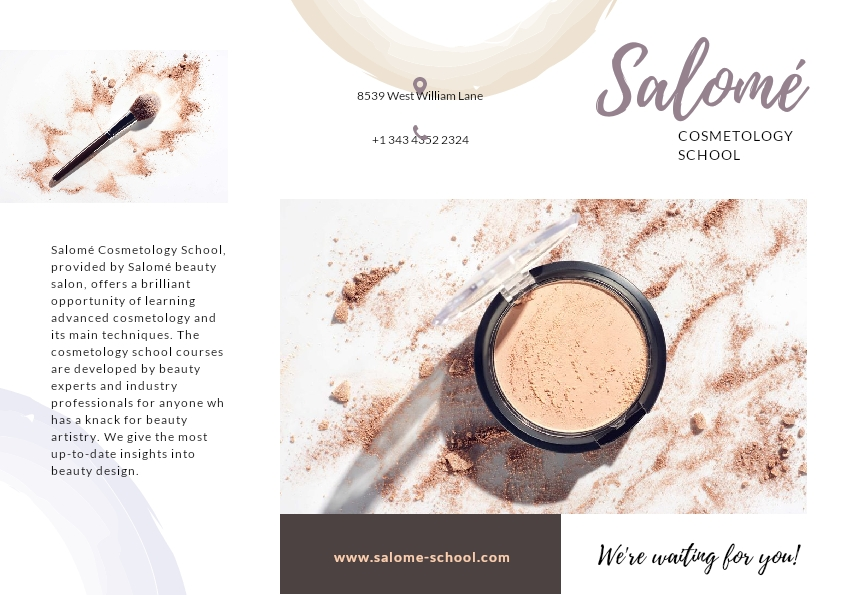 Salomé Cosmetology School,
provided by Salomé beauty
salon, offers a brilliant
opportunity of learning
advanced cosmetology and
its main techniques. The
cosmetology school courses
are developed by beauty
experts and industry
professionals for anyone wh
has a knack for beauty
artistry. We give the most
up-to-date insights into
beauty design.
8539 West William Lane
+1 343 4352 2324
Salomé
COSMETOLOGY
SCHOOL
www.salome-school.com
We're waiting for you!